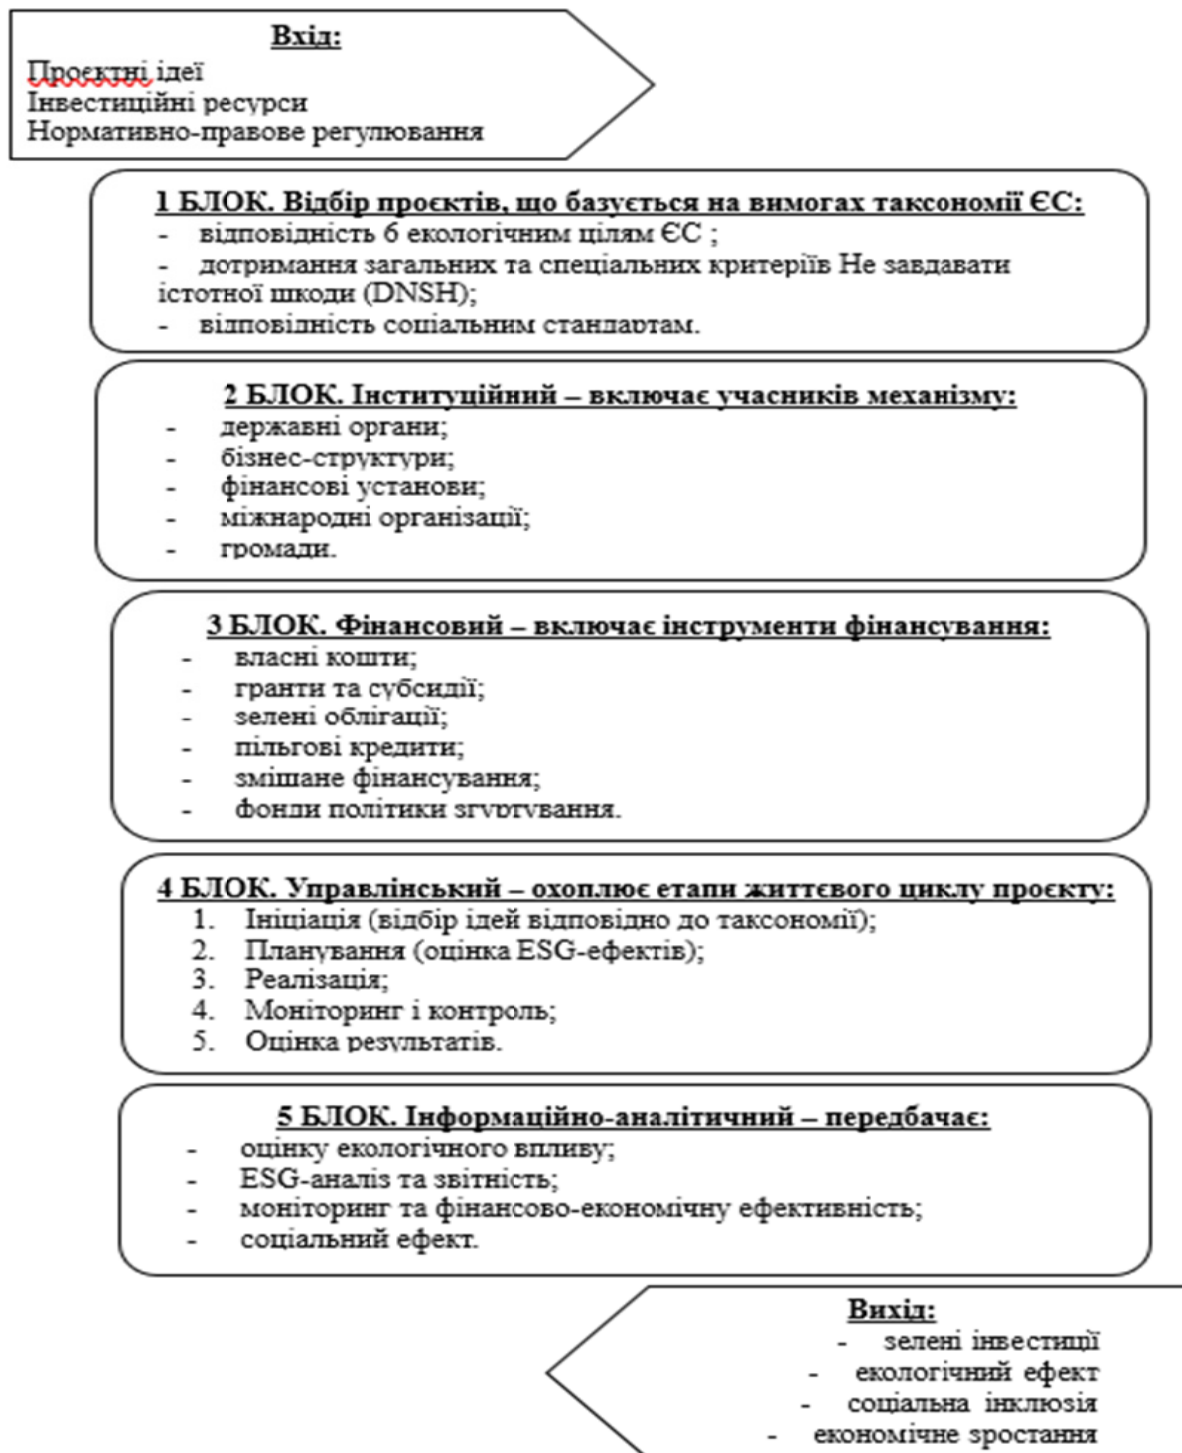 Вхід:
Проєктні ідеї
Інвестиційні ресурси
Нормативно-правове регулювання
1 БЛОК. Відбір проєктів, що базується на вимогах таксономії ЄС:
- відповідність 6 екологічним цілям ЄС ;
- дотримання загальних та спеціальних критеріїв Не завдавати
істотної шкоди (DNSH);
- відповідність соціальним стандартам.
2 БЛОК. Інституційний – включає учасників механізму:
- державні органи;
- бізнес-структури;
- фінансові установи;
- міжнародні організації;
- громади.
3 БЛОК. Фінансовий – включає інструменти фінансування:
- власні кошти;
- гранти та субсидії;
- зелені облігації;
- пільгові кредити;
- змішане фінансування;
- фонди політики згуртування.
4 БЛОК. Управлінський – охоплює етапи життєвого циклу проєкту:
1. Ініціація (відбір ідей відповідно до таксономії);
2. Планування (оцінка ESG-ефектів);
3. Реалізація;
4. Моніторинг і контроль;
5. Оцінка результатів.
5 БЛОК. Інформаційно-аналітичний – передбачає:
- оцінку екологічного впливу;
- ESG-аналіз та звітність;
- моніторинг та фінансово-економічну ефективність;
- соціальний ефект.
Вихід:
- зелені інвестиції
- екологічний ефект
- соціальна інклюзія
- економічне зростання